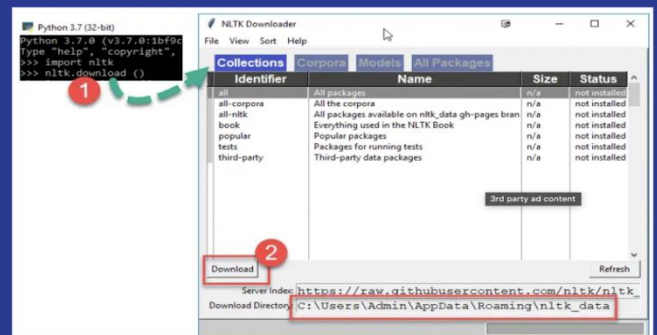 Python 3.7 (32-bit)
Python 3.7.0 (v3.7.0:1bf9c
Type "help", "copyright",
>>> import nltk
>>> nltk.download ()
1
NLTK Downloader
File View Sort Help
Collections Corpora Models All Packages
Identifier Name Size Status
all All packages n/a not installed
all-corpora All the corpora n/a not installed
all-nltk All packages available on nltk_data gh-pages bran n/a not installed
book Everything used in the NLTK Book n/a not installed
popular Popular packages n/a not installed
tests Packages for running tests n/a not installed
third-party Third-party data packages n/a not installed
3rd party ad content
2
Download Refresh
Server Index: https://raw.githubusercontent.com/nltk/nltk_
Download Directory: C:\Users\Admin\AppData\Roaming\nltk_data